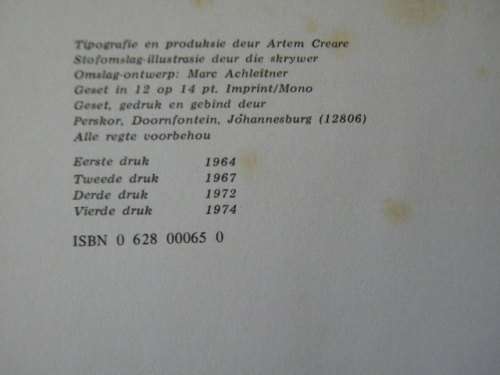 Tipografie en produksie deur Artem Creare
Stofomslag-illustrasie deur die skrywer
Omslag-ontwerp: Marc Achleitner
Geset in 12 op 14 pt. Imprint/Mono
Geset, gedruk en gebind deur
Perskor, Doornfontein, Johannesburg (12806)
Alle regte voorbehou
Eerste druk 1964
Tweede druk 1967
Derde druk 1972
Vierde druk 1974
ISBN 0 628 00065 0